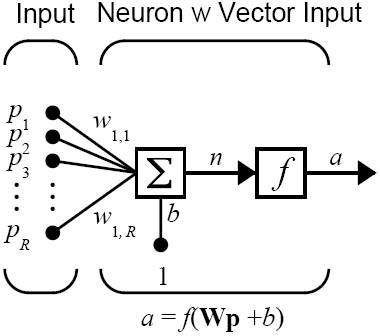 Input Neuron w Vector Input
p1 w1,1
p2
p3 Σ n f a
⋮ ⋮ b
pR w1, R
1
a = f(Wp +b)